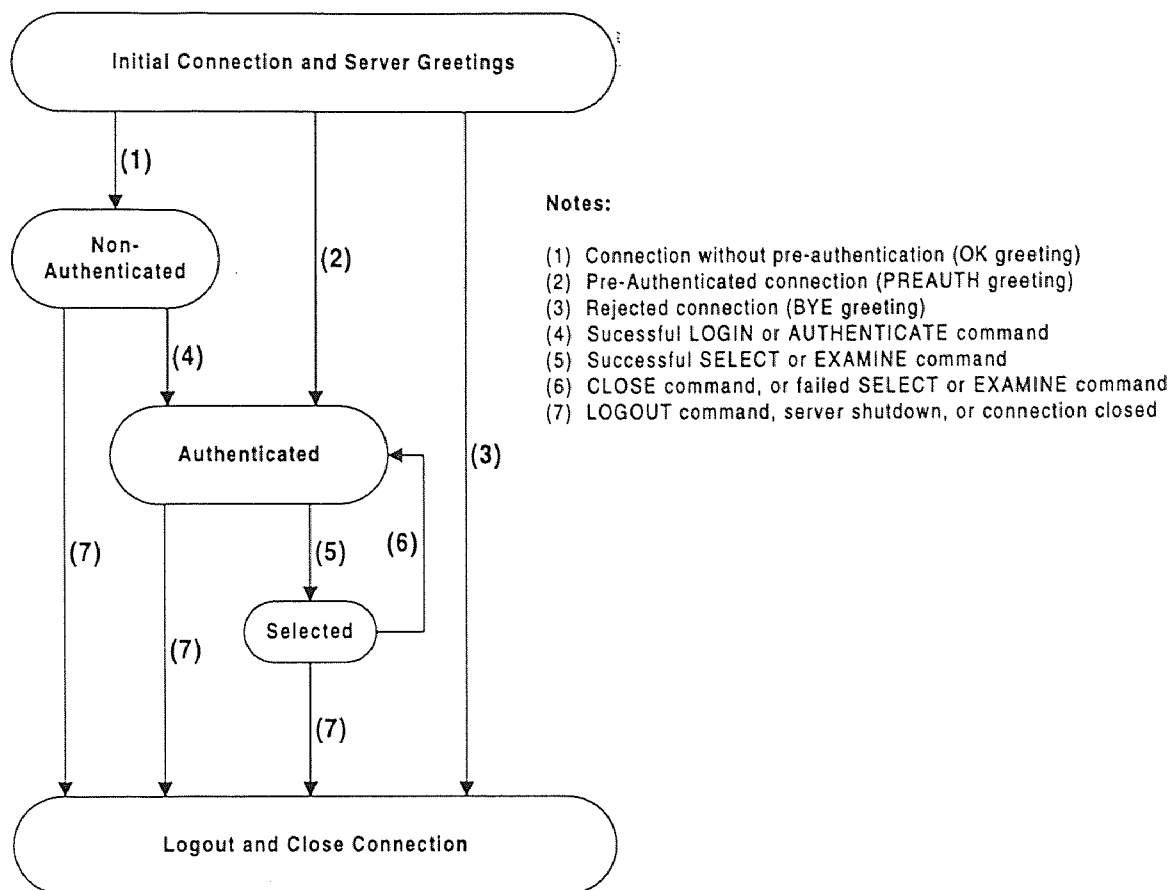 Initial Connection and Server Greetings
(1)
Non-
Authenticated
(2)
(4)
Authenticated
(3)
(7)
(5)
(6)
Selected
(7)
(7)
Logout and Close Connection
Notes:
(1) Connection without pre-authentication (OK greeting)
(2) Pre-Authenticated connection (PREAUTH greeting)
(3) Rejected connection (BYE greeting)
(4) Sucessful LOGIN or AUTHENTICATE command
(5) Successful SELECT or EXAMINE command
(6) CLOSE command, or failed SELECT or EXAMINE command
(7) LOGOUT command, server shutdown, or connection closed